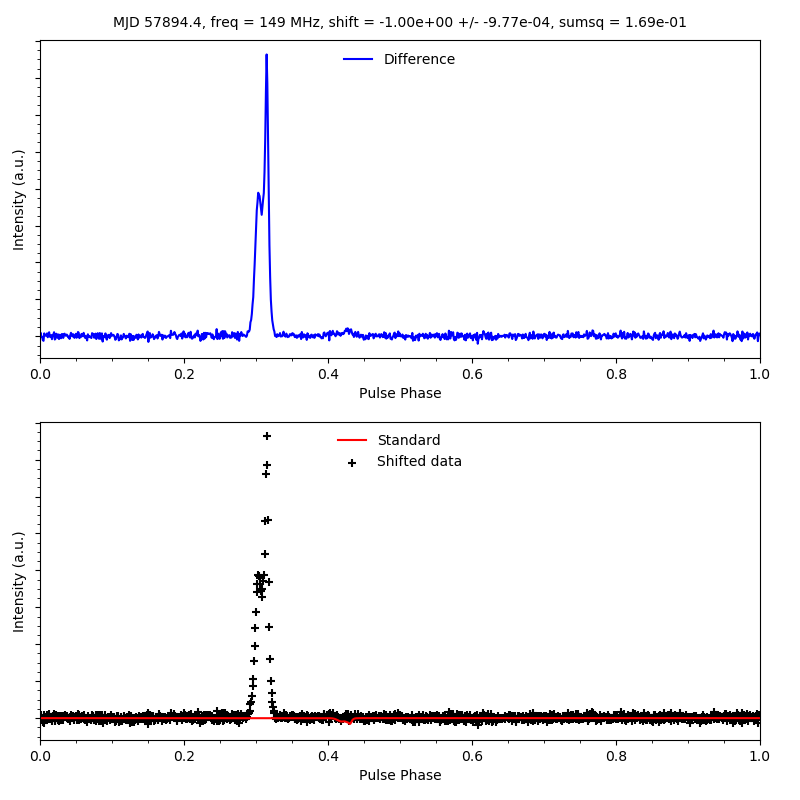 MJD 57894.4, freq = 149 MHz, shift = -1.00e+00 +/- -9.77e-04, sumsq = 1.69e-01
Difference
Intensity (a.u.)
0.0 0.2 0.4 0.6 0.8 1.0
Pulse Phase
Standard
Shifted data
Intensity (a.u.)
0.0 0.2 0.4 0.6 0.8 1.0
Pulse Phase